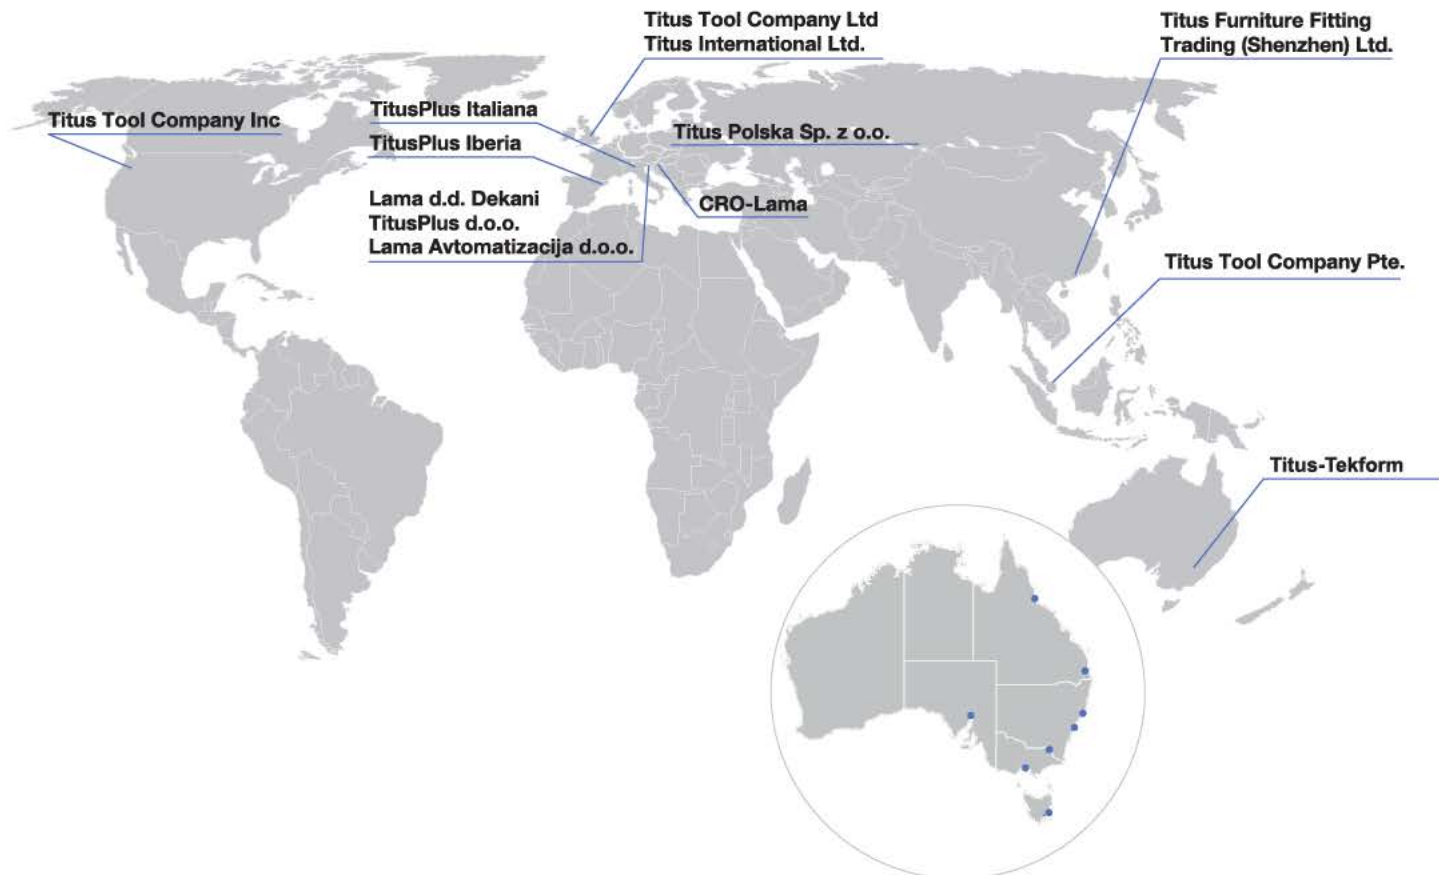 Titus Tool Company Ltd
Titus International Ltd.
Titus Furniture Fitting
Trading (Shenzhen) Ltd.
Titus Tool Company Inc
TitusPlus Italiana
TitusPlus Iberia
Titus Polska Sp. z o.o.
Lama d.d. Dekani
TitusPlus d.o.o.
Lama Avtomatizacija d.o.o.
CRO-Lama
Titus Tool Company Pte.
Titus-Tekform